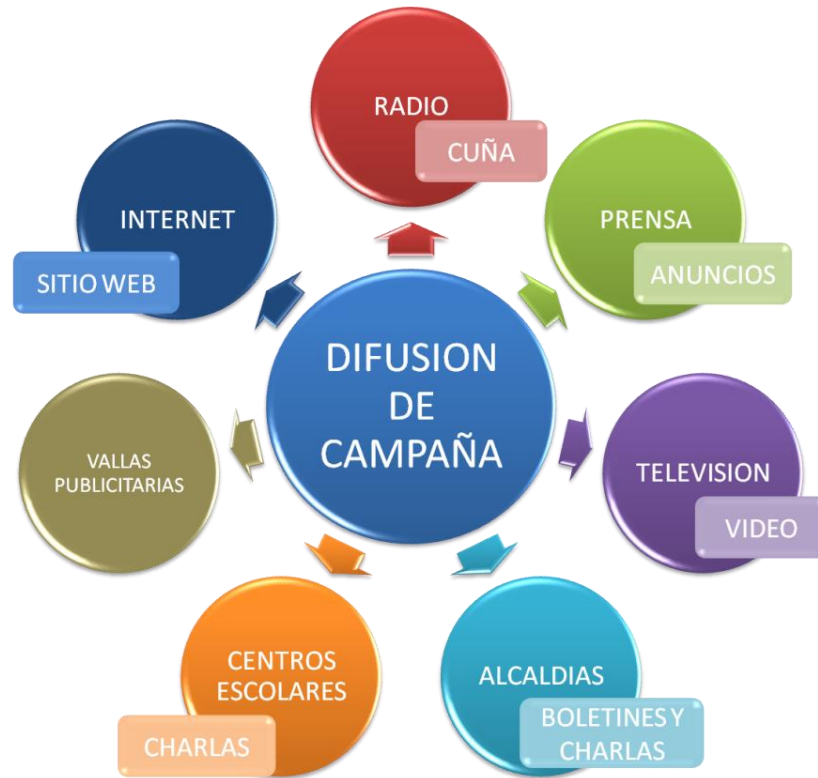 RADIO
CUÑA
PRENSA
ANUNCIOS
TELEVISION
VIDEO
ALCALDIAS
BOLETINES Y
CHARLAS
CENTROS
ESCOLARES
CHARLAS
VALLAS
PUBLICITARIAS
INTERNET
SITIO WEB
DIFUSION
DE
CAMPAÑA